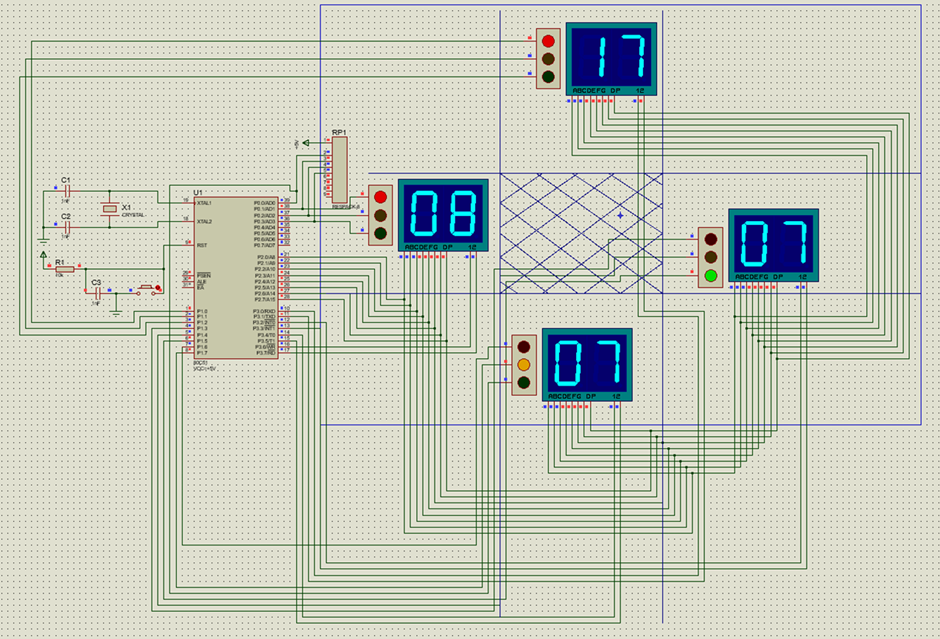 17
ABCDEFG DP 12
RP1
RESPACK-8
08
ABCDEFG DP 12
C1
1nF
X1
CRYSTAL
C2
1nF
R1
10k
C3
1nF
U1
XTAL1
XTAL2
RST
PSEN
ALE
EA
P1.0
P1.1
P1.2
P1.3
P1.4
P1.5
P1.6
P1.7
P0.0/AD0
P0.1/AD1
P0.2/AD2
P0.3/AD3
P0.4/AD4
P0.5/AD5
P0.6/AD6
P0.7/AD7
P2.0/A8
P2.1/A9
P2.2/A10
P2.3/A11
P2.4/A12
P2.5/A13
P2.6/A14
P2.7/A15
P3.0/RXD
P3.1/TXD
P3.2/INT0
P3.3/INT1
P3.4/T0
P3.5/T1
P3.6/WR
P3.7/RD
80C51
VCC=+5V
07
ABCDEFG DP 12
07
ABCDEFG DP 12